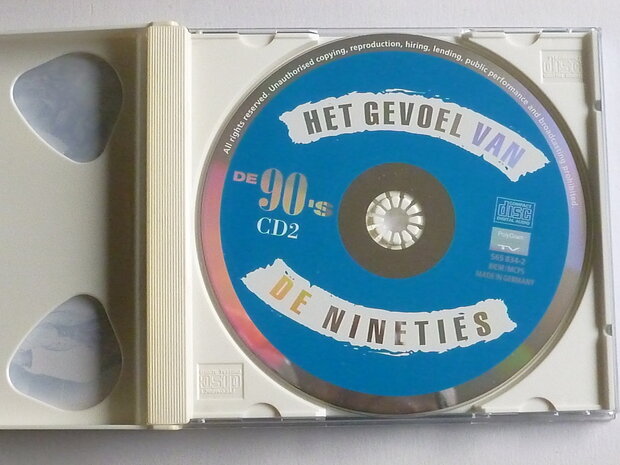 All rights reserved. Unauthorised copying, reproduction, hiring, lending, public performance and broadcasting prohibited.
HET GEVOEL VAN
DE 90'S
CD2
COMPACT
disc
DIGITAL AUDIO
PolyGram
TV
565 834-2
BIEM/MCPS
MADE IN GERMANY
DE NINETIES